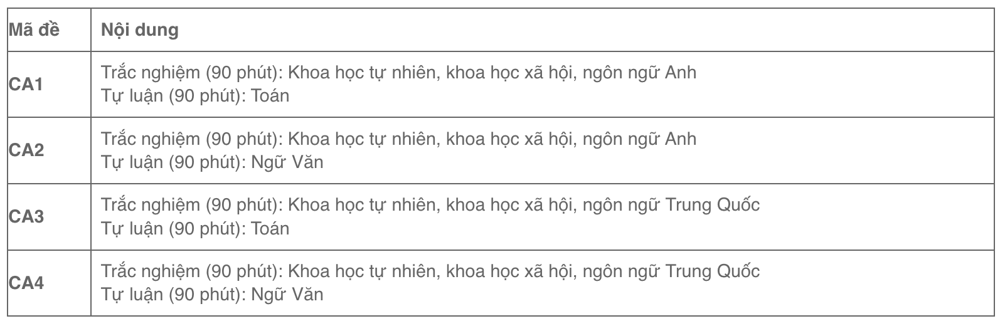 Mã đề
Nội dung
CA1
Trắc nghiệm (90 phút): Khoa học tự nhiên, khoa học xã hội, ngôn ngữ Anh
Tự luận (90 phút): Toán
CA2
Trắc nghiệm (90 phút): Khoa học tự nhiên, khoa học xã hội, ngôn ngữ Anh
Tự luận (90 phút): Ngữ Văn
CA3
Trắc nghiệm (90 phút): Khoa học tự nhiên, khoa học xã hội, ngôn ngữ Trung Quốc
Tự luận (90 phút): Toán
CA4
Trắc nghiệm (90 phút): Khoa học tự nhiên, khoa học xã hội, ngôn ngữ Trung Quốc
Tự luận (90 phút): Ngữ Văn